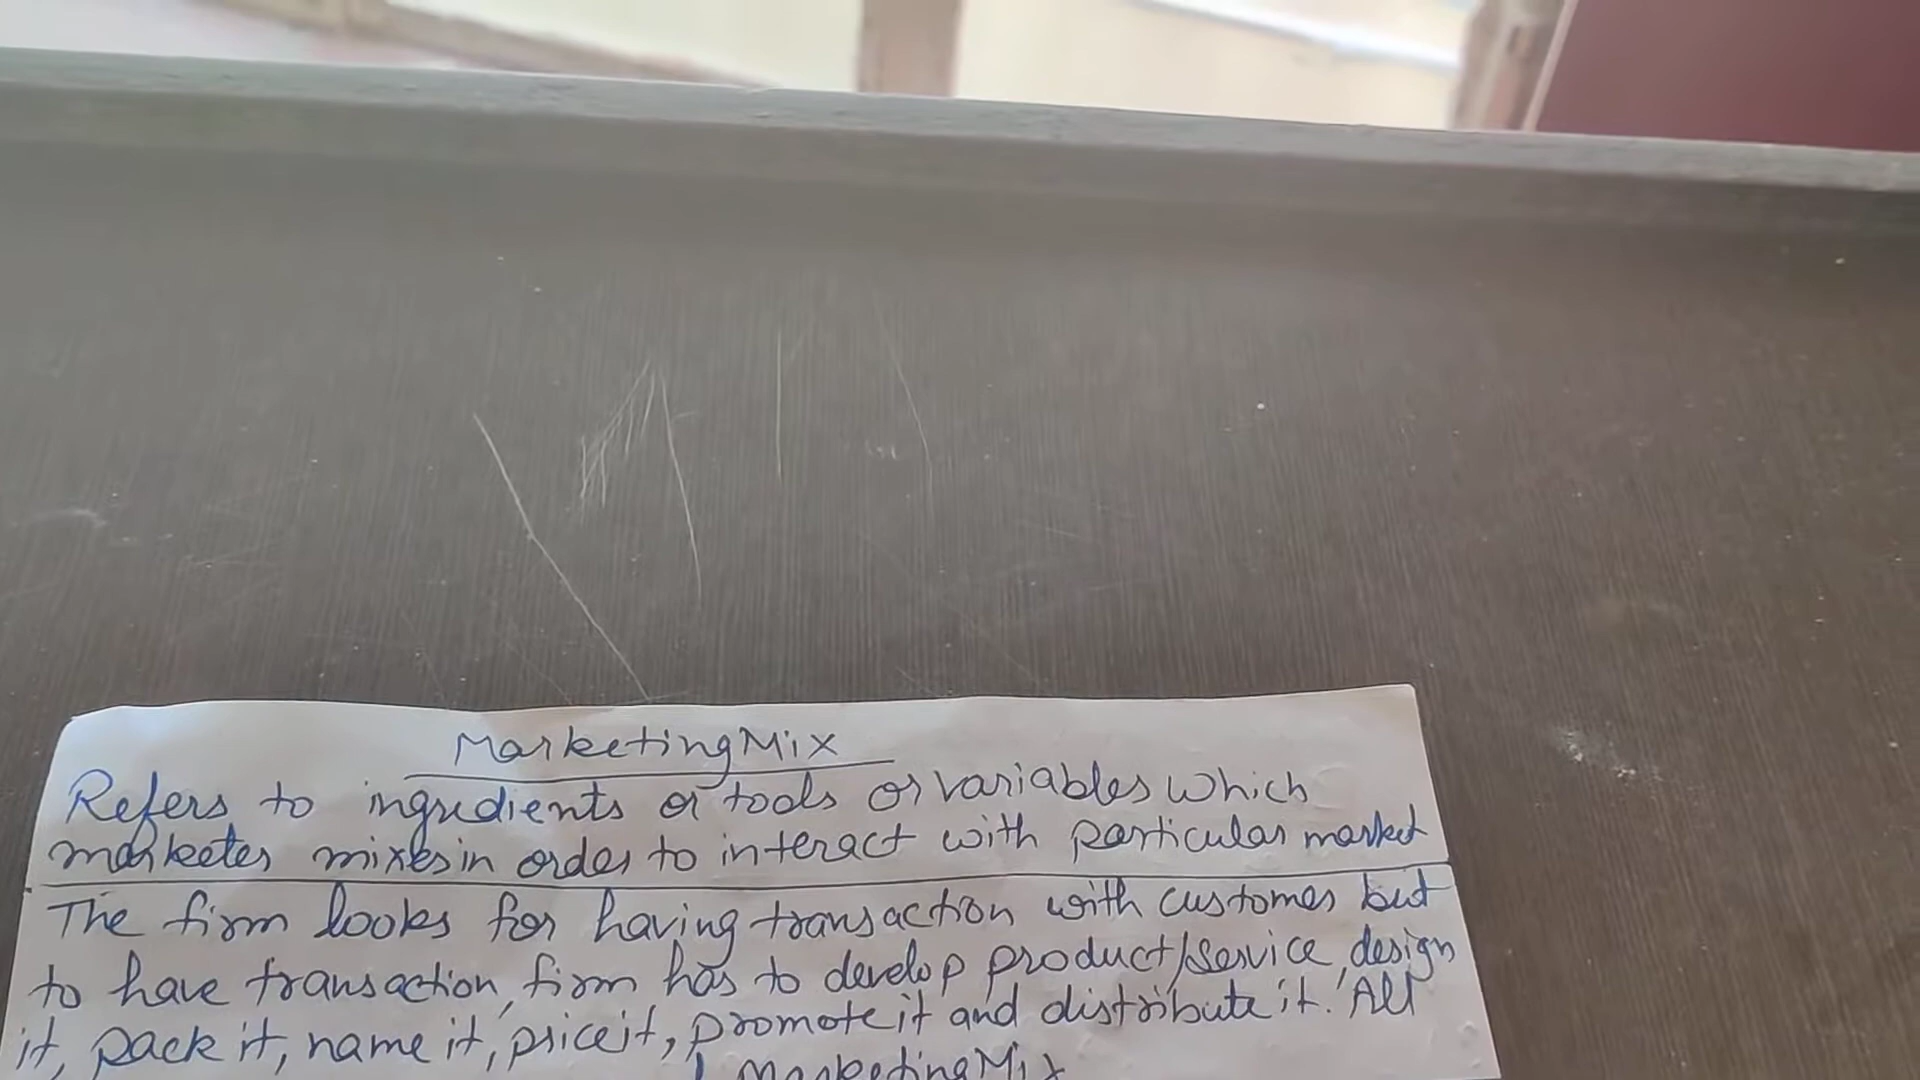 Marketing Mix
Refers to ingredients or tools or variables which
marketer mixes in order to interact with particular market
The firm looks for having transaction with customer but
to have transaction, firm has to develop product/service, design
it, pack it, name it, price it, promote it and distribute it. All
Marketing Mix